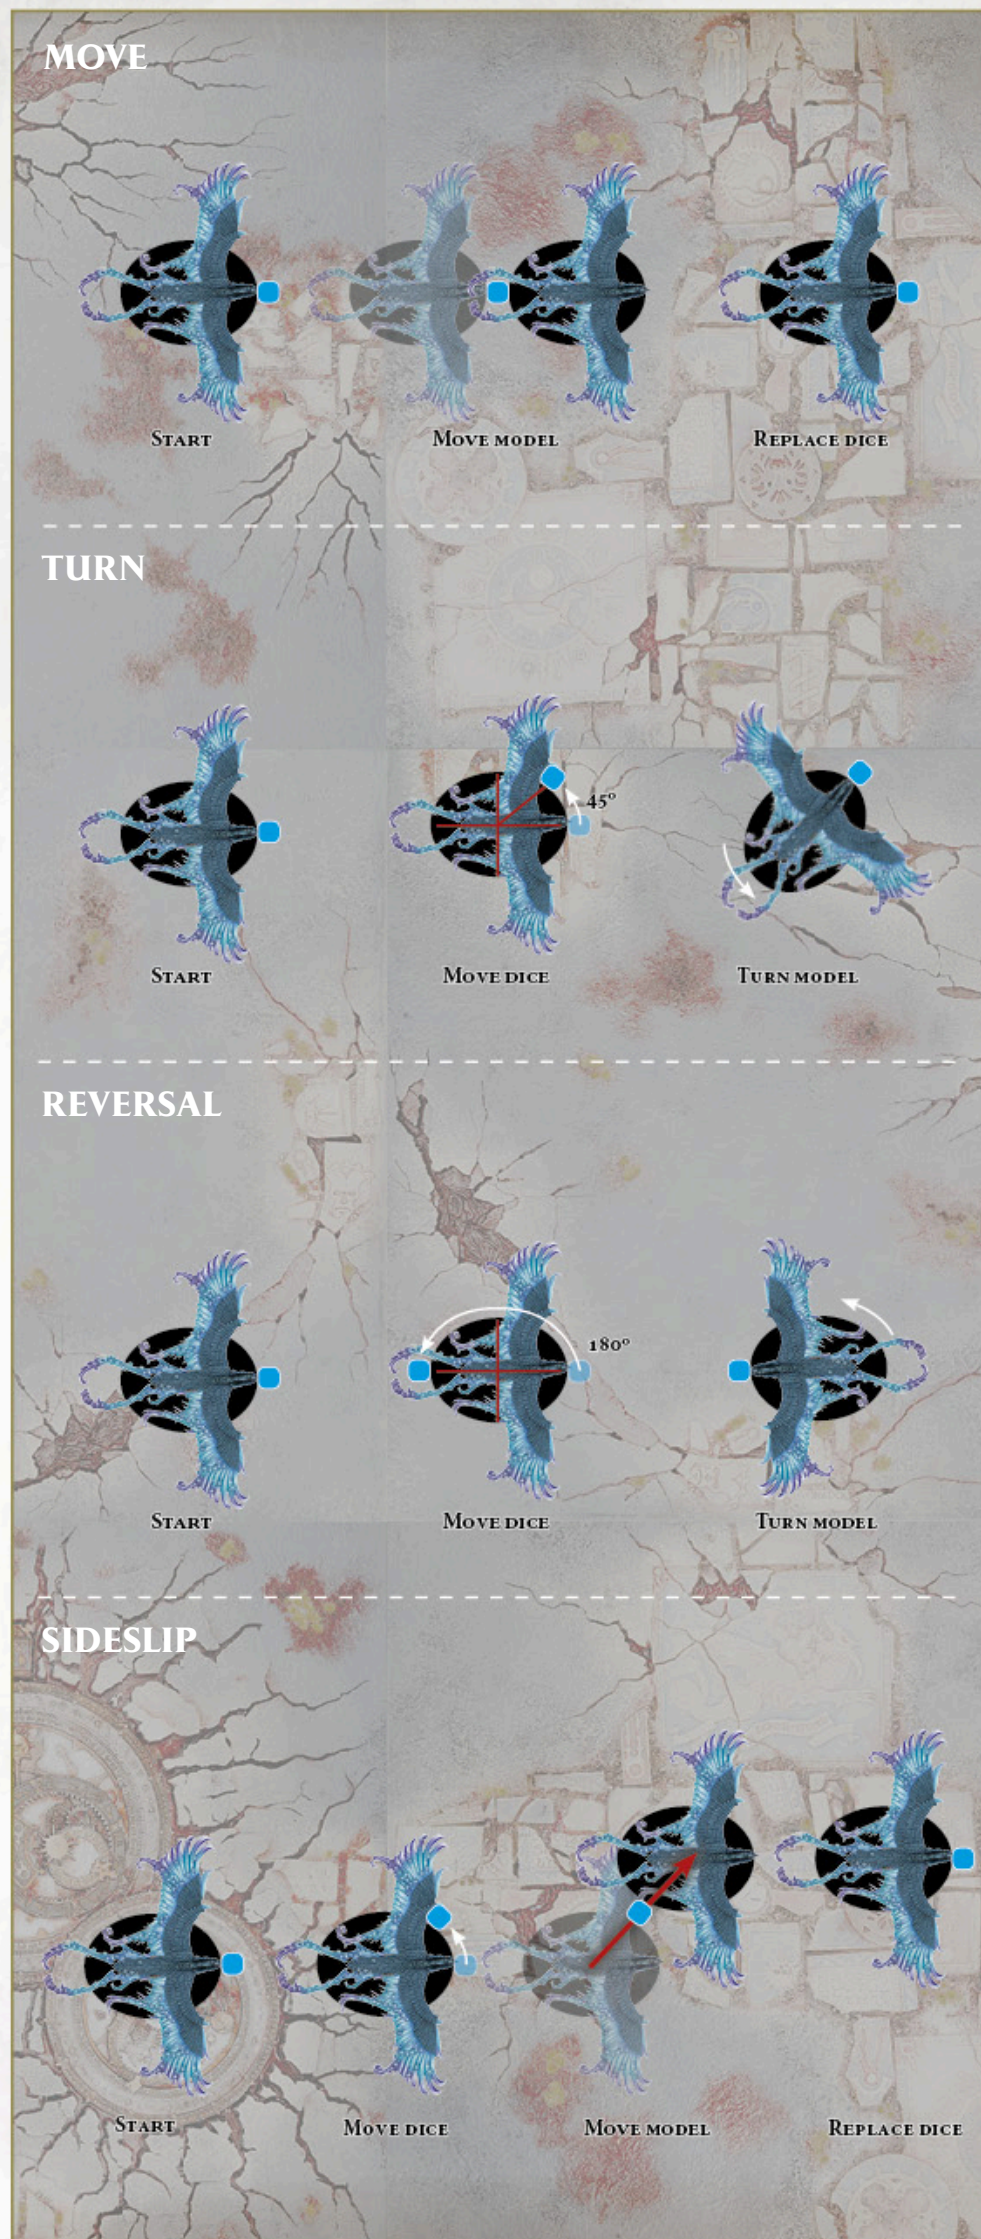 MOVE
START
MOVE MODEL
REPLACE DICE
TURN
45°
START
MOVE DICE
TURN MODEL
REVERSAL
180°
START
MOVE DICE
TURN MODEL
SIDESLIP
START
MOVE DICE
MOVE MODEL
REPLACE DICE